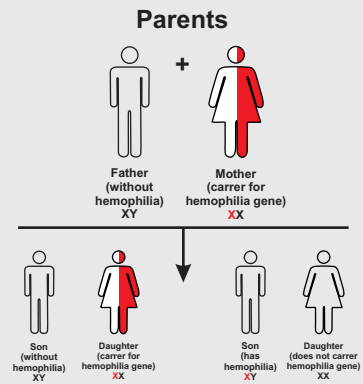 Parents
+
Father
(without
hemophilia)
XY
Mother
(carrer for
hemophilia gene)
XX
Son
(without
hemophilia)
XY
Daughter
(carrer for
hemophilia gene)
XX
Son
(has
hemophilia)
XY
Daughter
(does not carrer
hemophilia gene)
XX